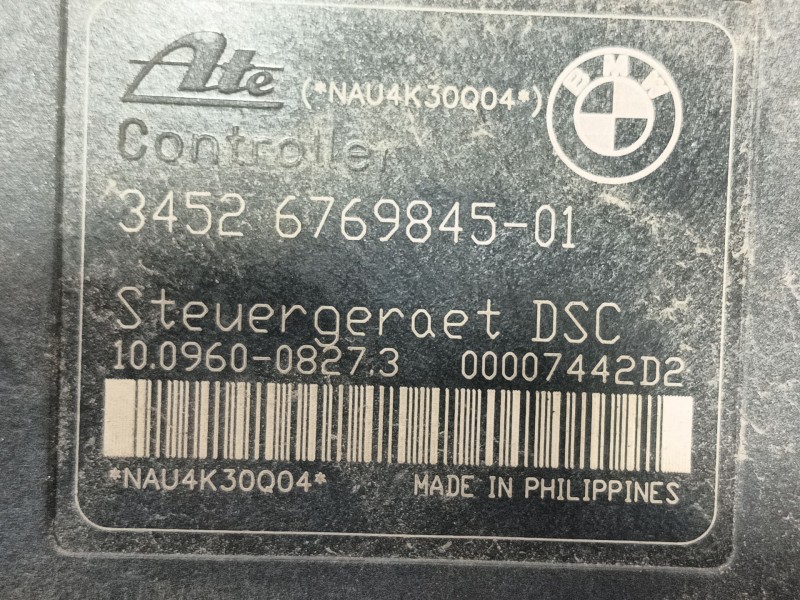 Ate (*NAU4K30Q04*) BMW
Controller
3452 6769845-01
Steuergeraet DSC
10.0960-0827.3 00007442D2
*NAU4K30Q04* MADE IN PHILIPPINES